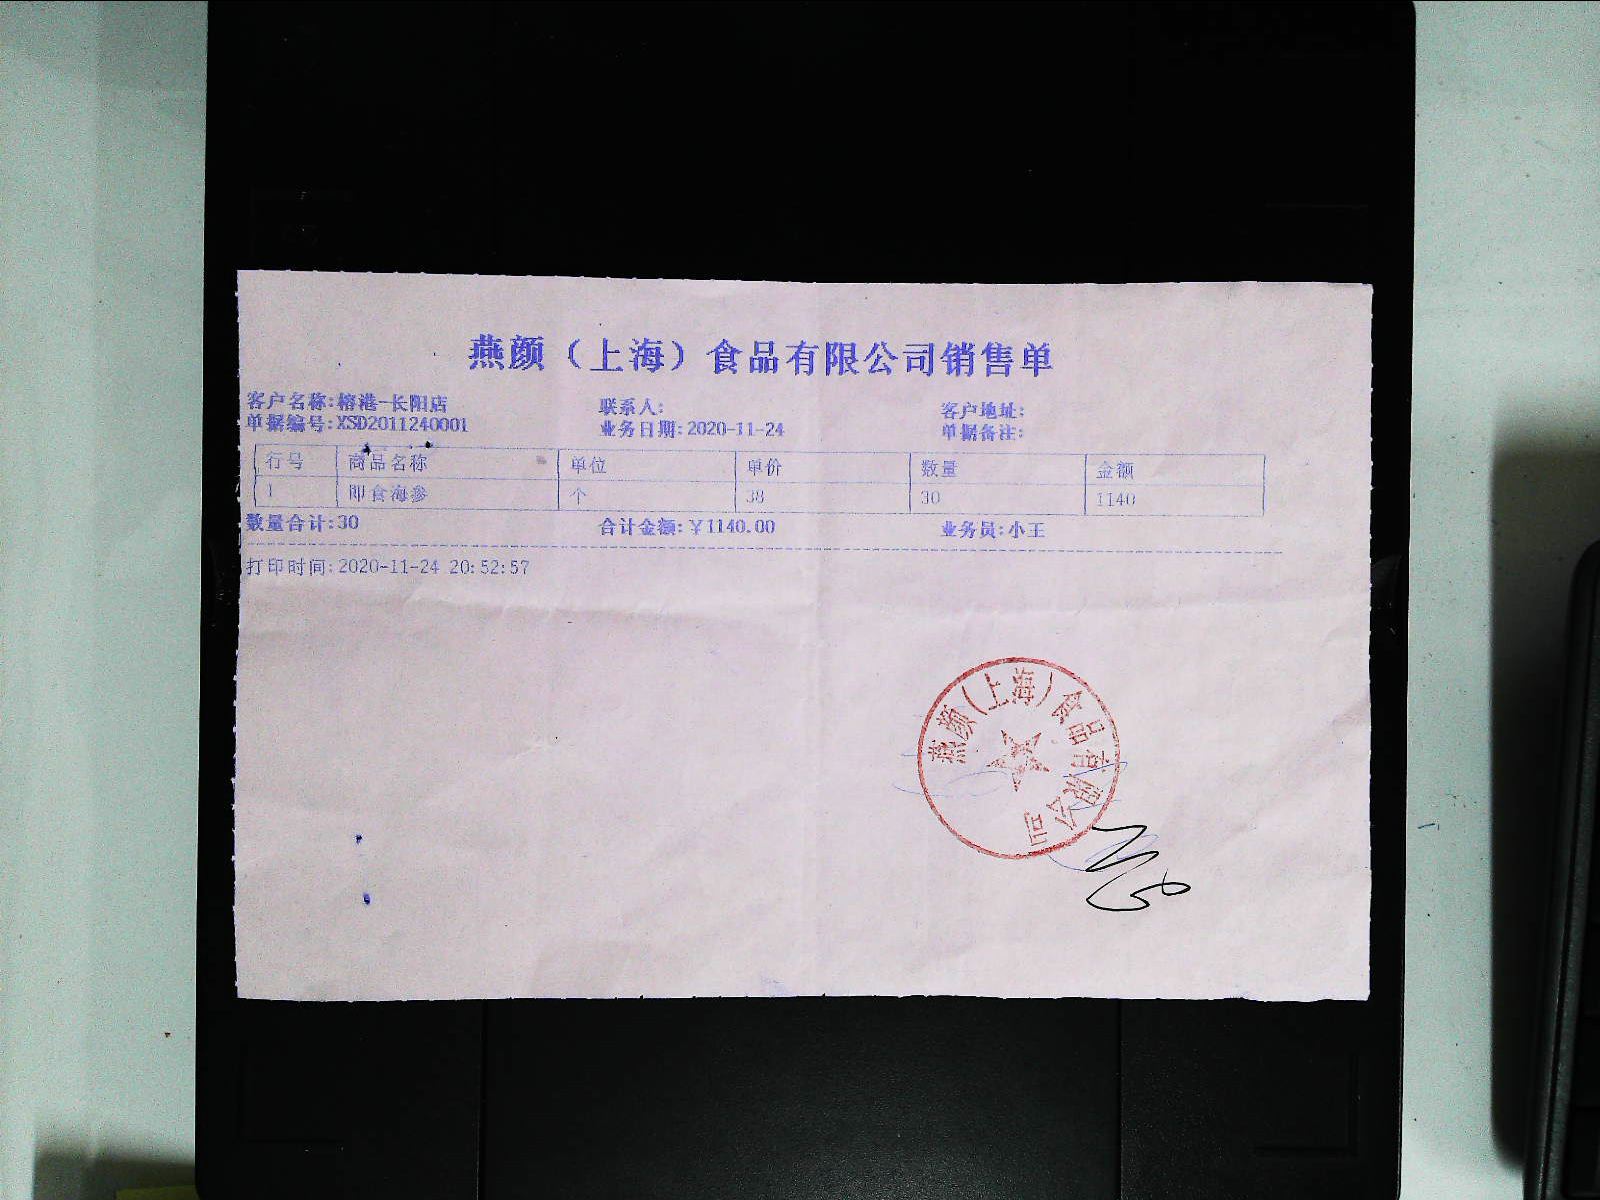 燕颜（上海）食品有限公司销售单
客户名称:榕港-长阳店 联系人: 客户地址:
单据编号:XSD2011240001 业务日期:2020-11-24 单据备注:
行号 商品名称 单位 单价 数量 金额
1 即食海参 个 38 30 1140
数量合计:30 合计金额:￥1140.00 业务员:小王
打印时间:2020-11-24 20:52:57
燕颜（上海）食品有限公司